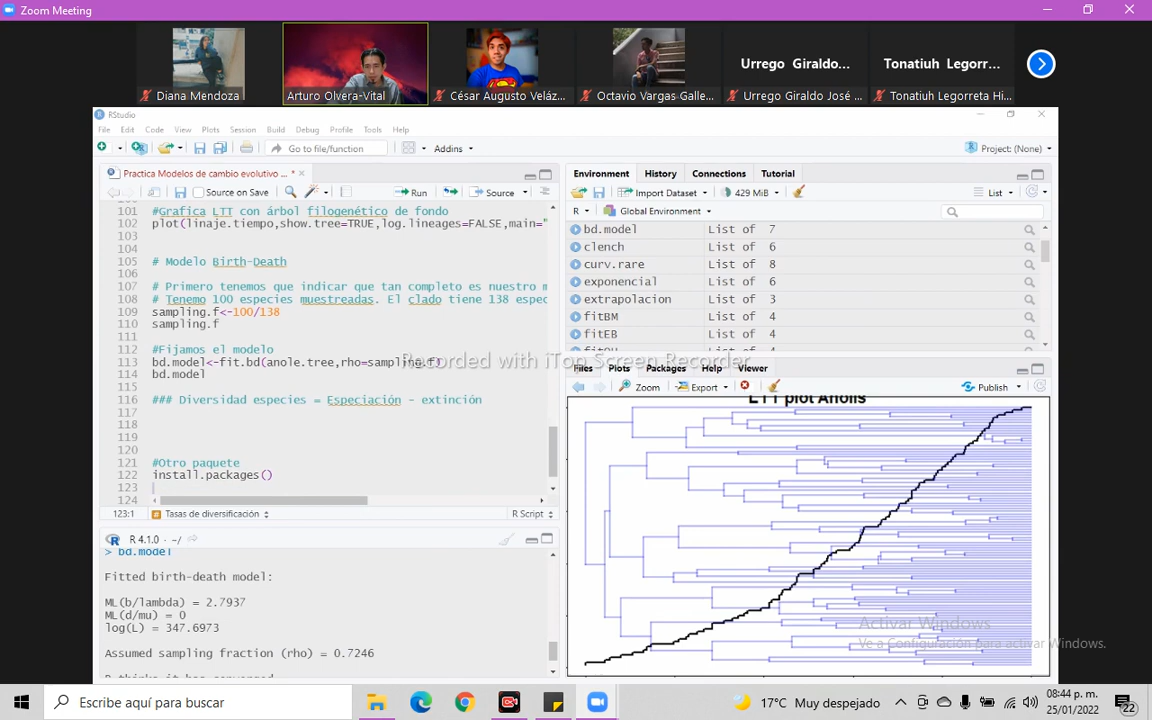 Zoom Meeting
Urrego Giraldo...
Tonatiuh Legorr...
Diana Mendoza
Arturo Olvera-Vital
César Augusto Veláz...
Octavio Vargas-Galle...
Urrego Giraldo José ...
Tonatiuh Legorreta Hi...
RStudio
File Edit Code View Plots Session Build Debug Profile Tools Help
Go to file/function
Addins
Project: (None)
Practica Modelos de cambio evolutivo ... *
Source on Save
Run
Source
101 #Grafica LTT con árbol filogenético de fondo
102 plot(linaje.tiempo,show.tree=TRUE,log.lineages=FALSE,main="
103
104
105 # Modelo Birth-Death
106
107 # Primero tenemos que indicar que tan completo es nuestro m
108 # Tenemo 100 especies muestreadas. El clado tiene 138 espec
109 sampling.f<-100/138
110 sampling.f
111
112 #Fijamos el modelo
113 bd.model<-fit.bd(anole.tree,rho=sampling.f)
114 bd.model
115
116 ### Diversidad especies = Especiación - extinción
117
118
119
120
121 #Otro paquete
122 install.packages()
123
124
123:1 Tasas de diversificación
R Script
R 4.1.0 · ~/
> bd.model
Fitted birth-death model:
ML(b/lambda) = 2.7937
ML(d/mu) = 0
log(L) = 347.6973
Assumed sampling fraction (rho) = 0.7246
R thinks it has converged
Environment History Connections Tutorial
Import Dataset
429 MiB
List
R
Global Environment
bd.model List of 7
clench List of 6
curv.rare List of 8
exponencial List of 6
extrapolacion List of 3
fitBM List of 4
fitEB List of 4
Recorded with iTop Screen Recorder
Files Plots Packages Help Viewer
Zoom
Export
Publish
LTT plot Anolis
Activar Windows
Ve a Configuración para activar Windows.
Escribe aquí para buscar
17°C Muy despejado
08:44 p. m.
25/01/2022
22